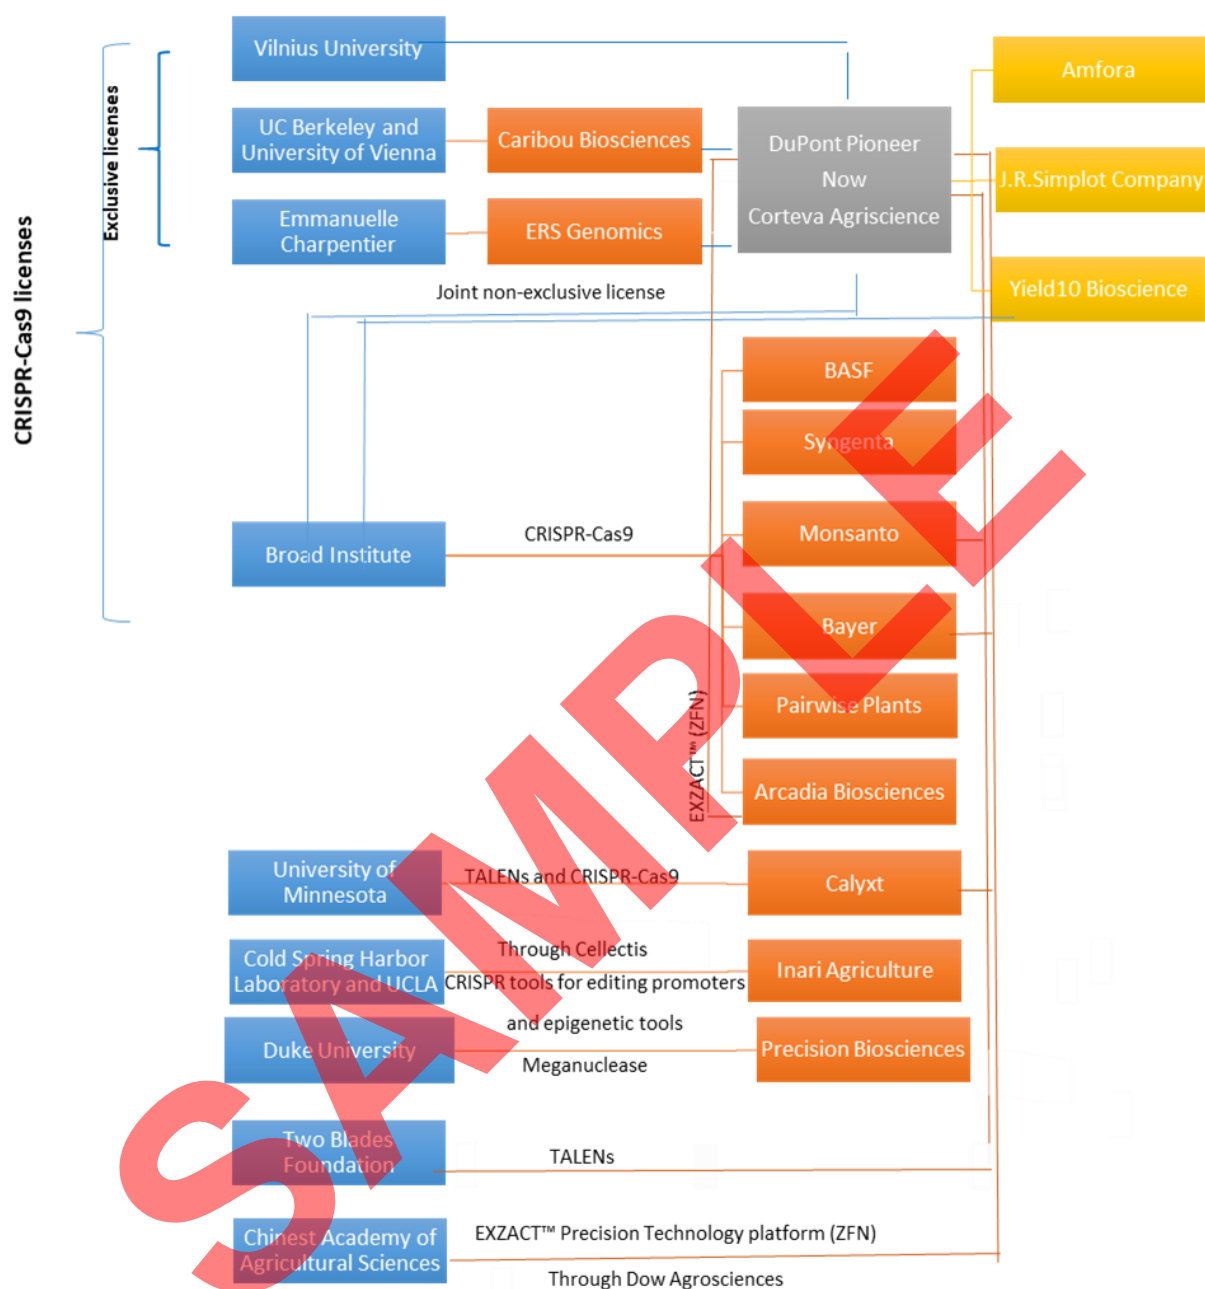 Vilnius University
Amfora
Exclusive licenses
UC Berkeley and
University of Vienna
Caribou Biosciences
DuPont Pioneer
Now
Corteva Agriscience
J.R.Simplot Company
Emmanuelle
Charpentier
ERS Genomics
Yield10 Bioscience
Joint non-exclusive license
CRISPR-Cas9 licenses
BASF
Syngenta
Broad Institute
CRISPR-Cas9
Monsanto
Bayer
Pairwise Plants
EXZACT™ (ZFN)
Arcadia Biosciences
University of
Minnesota
TALENs and CRISPR-Cas9
Calyxt
Cold Spring Harbor
Laboratory and UCLA
Through Cellectis
CRISPR tools for editing promoters
Inari Agriculture
and epigenetic tools
Duke University
Meganuclease
Precision Biosciences
Two Blades
Foundation
TALENs
Chinest Academy of
Agricultural Sciences
EXZACT™ Precision Technology platform (ZFN)
Through Dow Agrosciences
SAMPLE